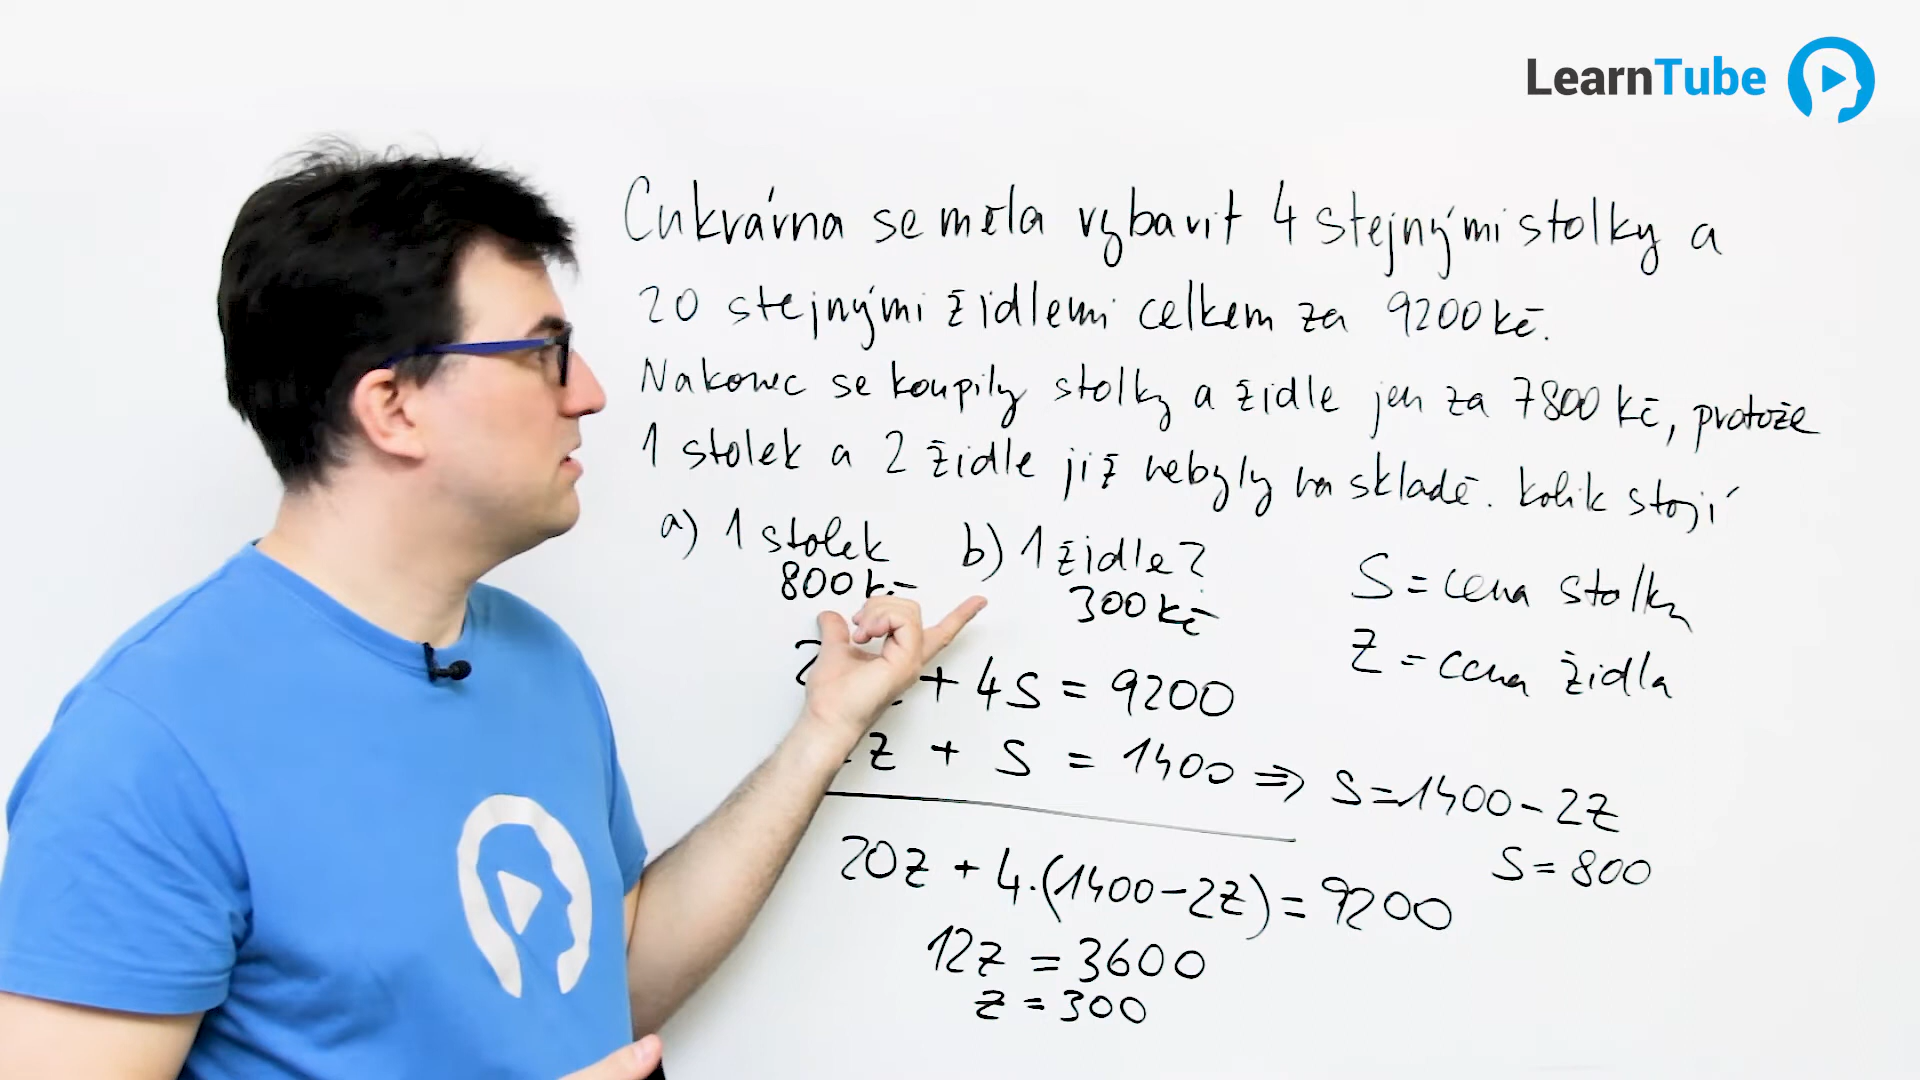 LearnTube
Cukrárna se měla vybavit 4 stejnými stolky a
20 stejnými židlemi celkem za 9200 kč.
Nakonec se koupily stolky a židle jen za 7800 kč, protože
1 stolek a 2 židle již nebyly na skladě. kolik stojí
a) 1 stolek b) 1 židle?
800 kč 300 kč
S = cena stolku
Z = cena židle
2 + 4S = 9200
z + S = 1400 => S=1400-2z
S = 800
20z + 4.(1400-2z) = 9200
12z = 3600
z = 300